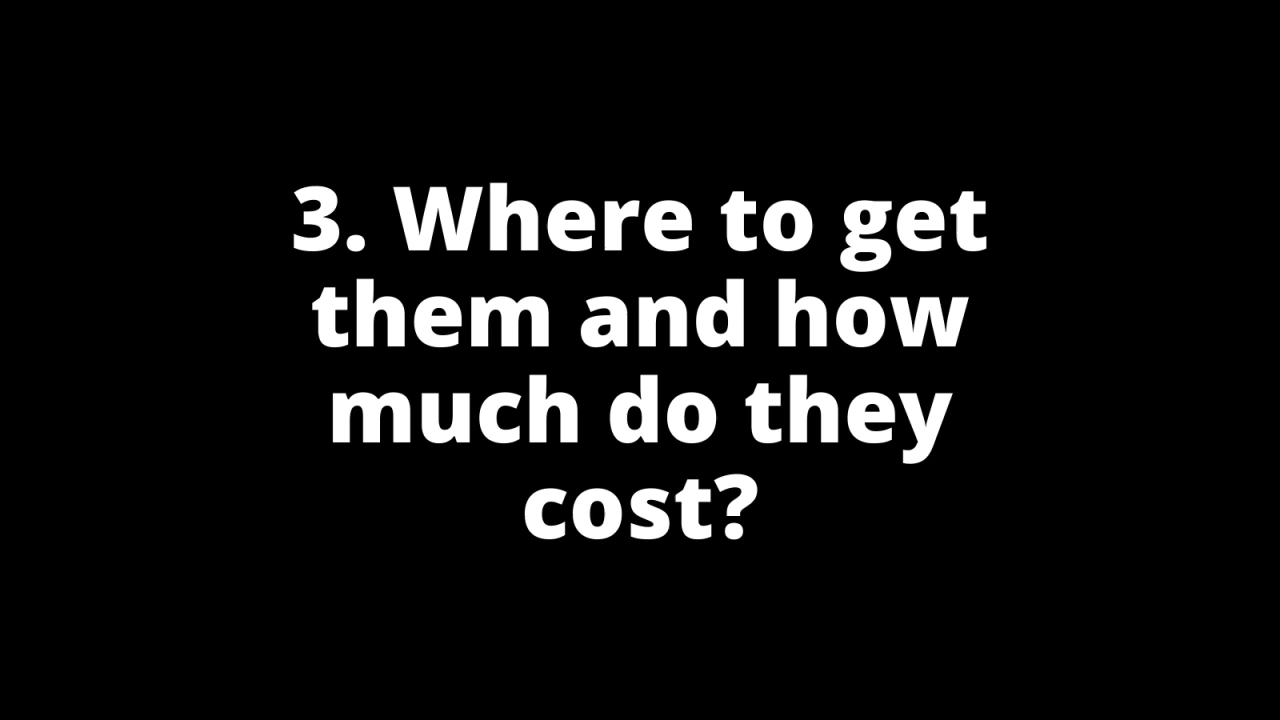 3. Where to get
them and how
much do they
cost?